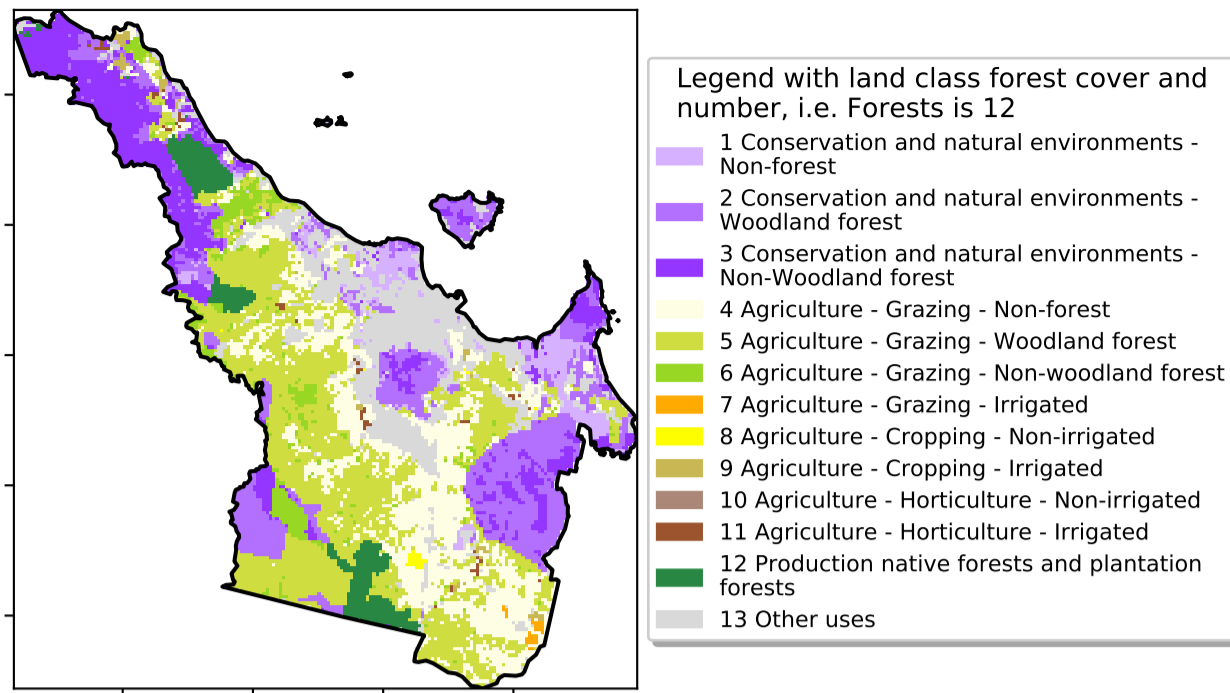 Legend with land class forest cover and
number, i.e. Forests is 12
1 Conservation and natural environments -
Non-forest
2 Conservation and natural environments -
Woodland forest
3 Conservation and natural environments -
Non-Woodland forest
4 Agriculture - Grazing - Non-forest
5 Agriculture - Grazing - Woodland forest
6 Agriculture - Grazing - Non-woodland forest
7 Agriculture - Grazing - Irrigated
8 Agriculture - Cropping - Non-irrigated
9 Agriculture - Cropping - Irrigated
10 Agriculture - Horticulture - Non-irrigated
11 Agriculture - Horticulture - Irrigated
12 Production native forests and plantation
forests
13 Other uses